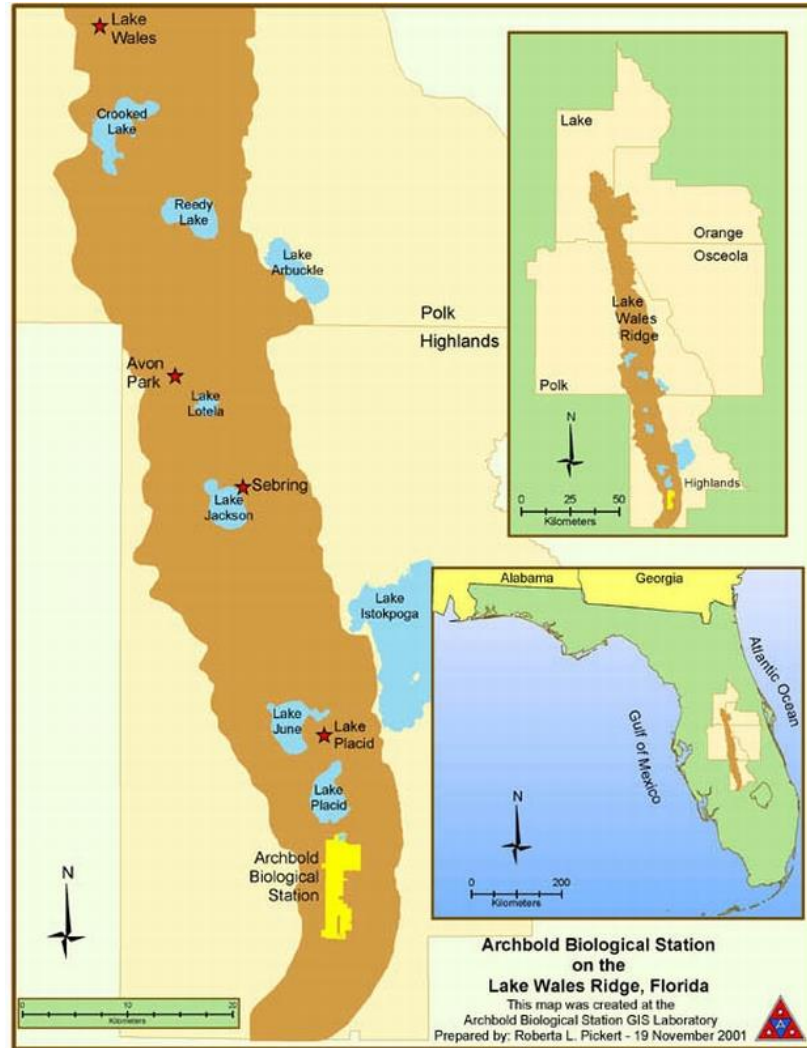 Lake
Wales
Crooked
Lake
Reedy
Lake
Lake
Arbuckle
Polk
Highlands
Avon
Park
Lake
Lotela
Sebring
Lake
Jackson
Lake
Istokpoga
Lake
June
Lake
Placid
Lake
Placid
Archbold
Biological
Station
N
0 10 20
Kilometers
Lake
Orange
Osceola
Lake
Wales
Ridge
Polk
N
Highlands
0 25 50
Kilometers
Alabama
Georgia
Atlantic Ocean
Gulf of Mexico
N
0 200
Kilometers
Archbold Biological Station
on the
Lake Wales Ridge, Florida
This map was created at the
Archbold Biological Station GIS Laboratory
Prepared by: Roberta L. Pickert - 19 November 2001